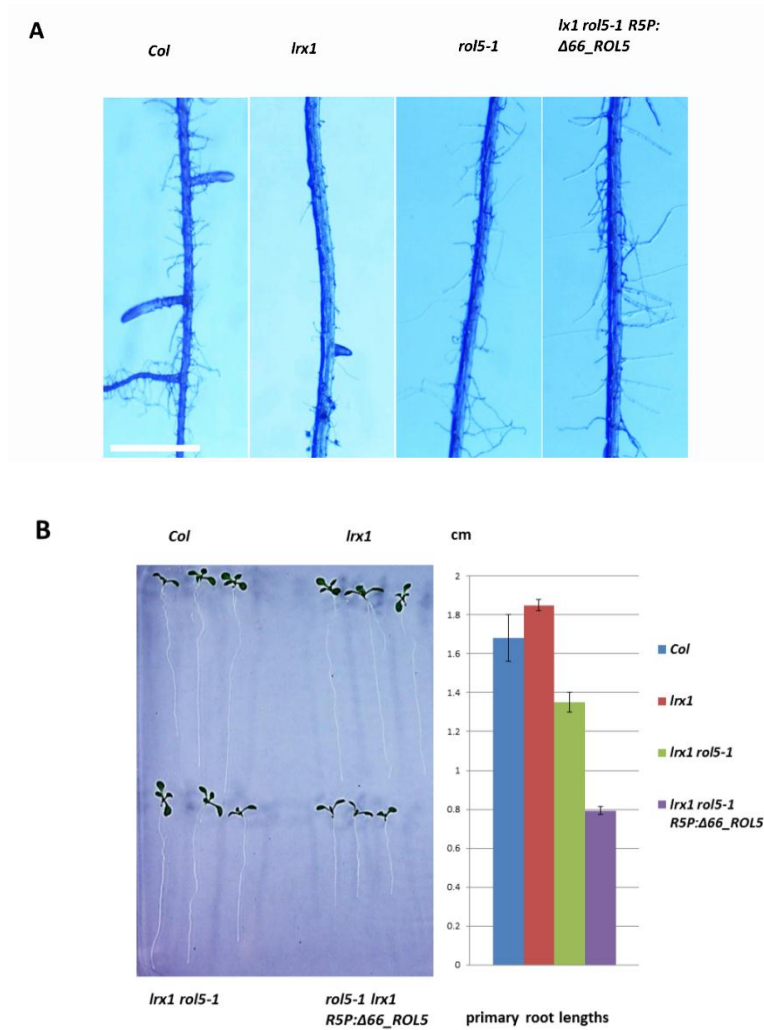 A
Col
lrx1
rol5-1
lx1 rol5-1 R5P:
Δ66_ROL5
B
Col
lrx1
cm
2
1.8
1.6
1.4
1.2
1
0.8
0.6
0.4
0.2
0
Col
lrx1
lrx1 rol5-1
lrx1 rol5-1
R5P:Δ66_ROL5
lrx1 rol5-1
rol5-1 lrx1
R5P:Δ66_ROL5
primary root lengths